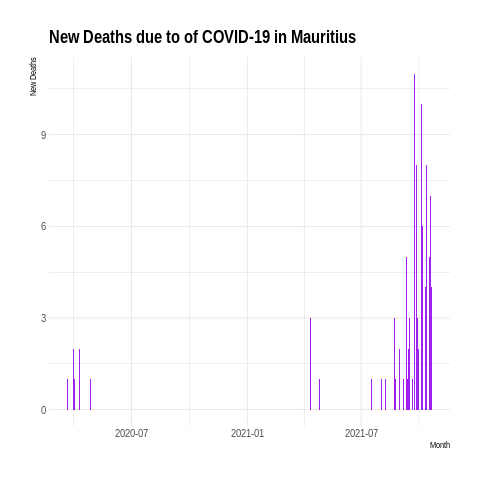 New Deaths due to of COVID-19 in Mauritius
New Deaths
9
6
3
0
2020-07
2021-01
2021-07
Month